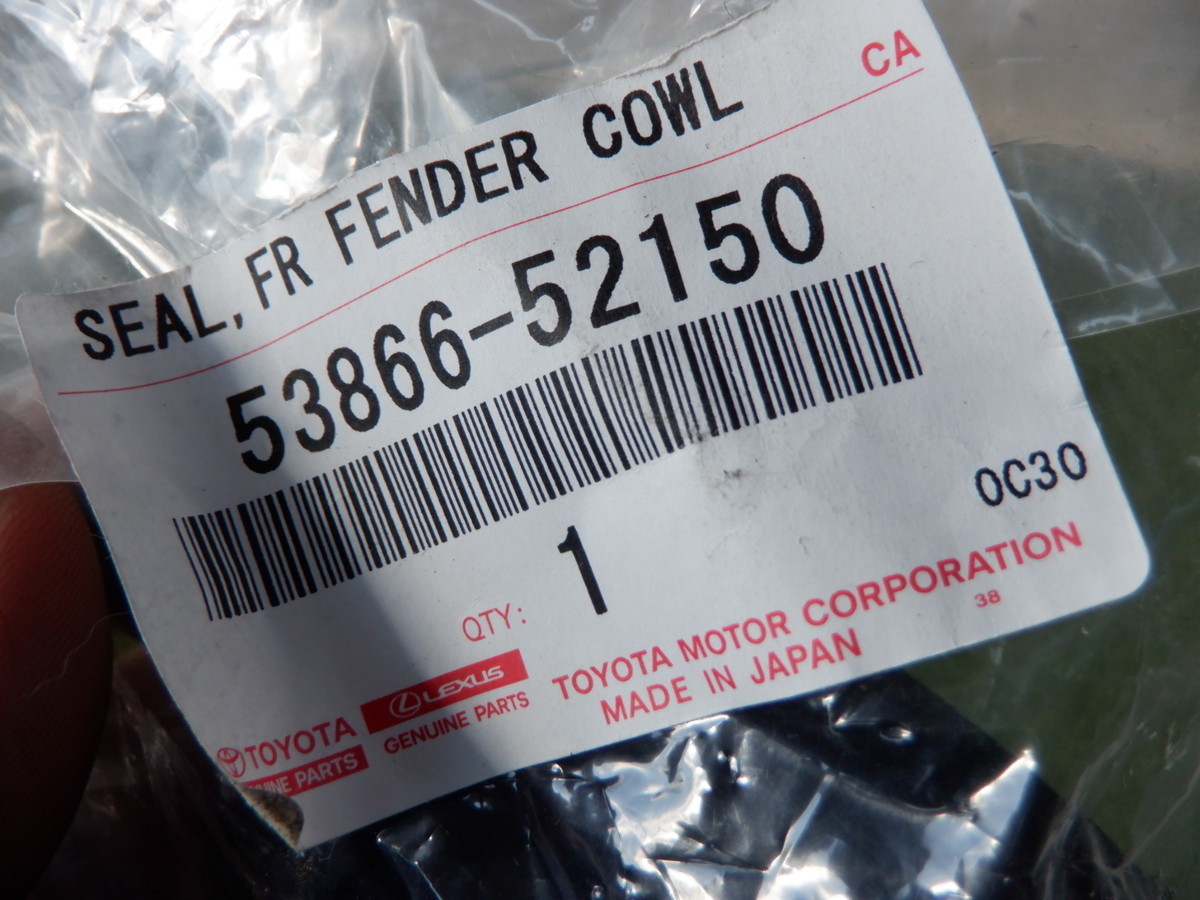 CA
SEAL, FR FENDER COWL
53866-52150
0C30
QTY: 1
TOYOTA MOTOR CORPORATION
38
MADE IN JAPAN
TOYOTA
PARTS
LEXUS
GENUINE PARTS